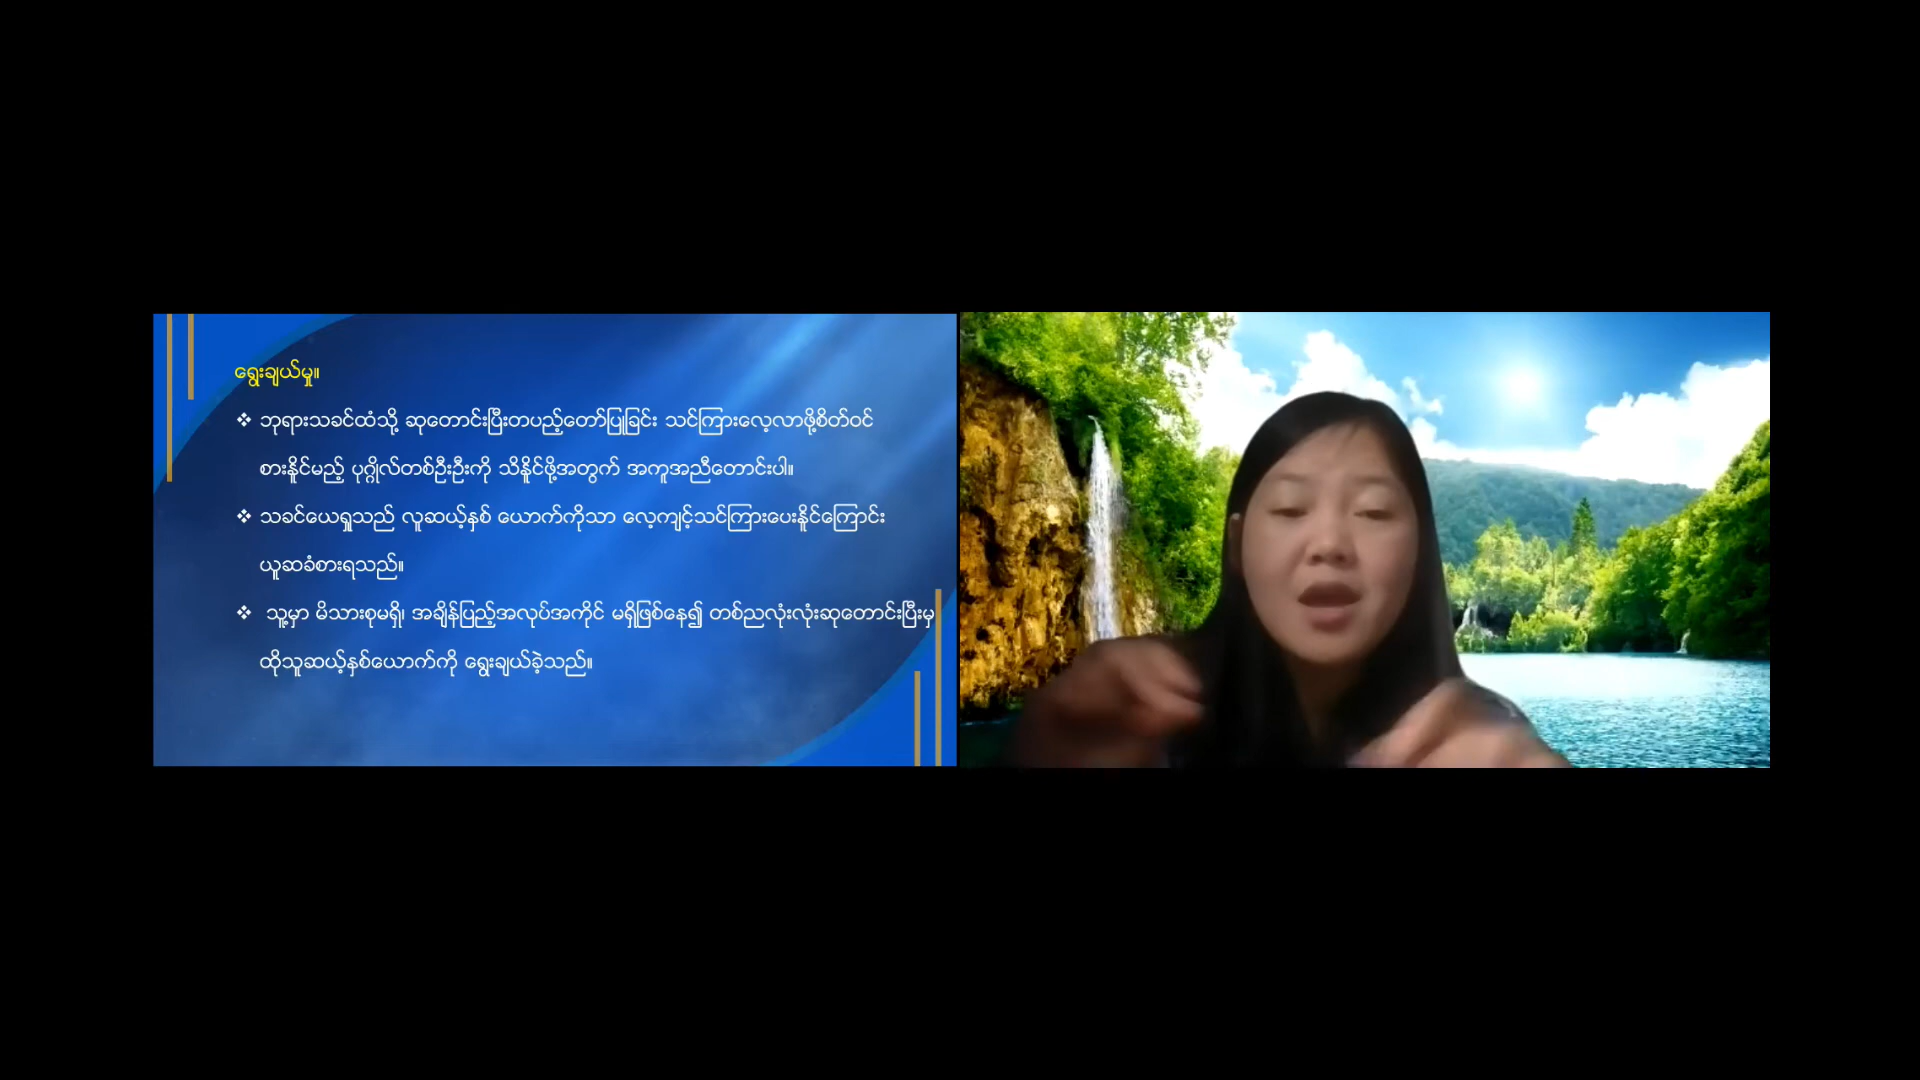 ရွေးချယ်မှု။
❖ ဘုရားသခင်ထံသို့ ဆုတောင်းပြီးတပည့်တော်ပြုခြင်း သင်ကြားလေ့လာဖို့စိတ်ဝင်
စားနိူင်မည့် ပုဂ္ဂိုလ်တစ်ဦးဦးကို သိနိူင်ဖို့အတွက် အကူအညီတောင်းပါ။
❖ သခင်ယေရှုသည် လူဆယ့်နှစ် ယောက်ကိုသာ လေ့ကျင့်သင်ကြားပေးနိူင်ကြောင်း
ယူဆခံစားရသည်။
❖ သူ့မှာ မိသားစုမရှိ၊ အချိန်ပြည့်အလုပ်အကိုင် မရှိဖြစ်နေ၍ တစ်ညလုံးလုံးဆုတောင်းပြီးမှ
ထိုသူဆယ့်နှစ်ယောက်ကို ရွေးချယ်ခဲ့သည်။